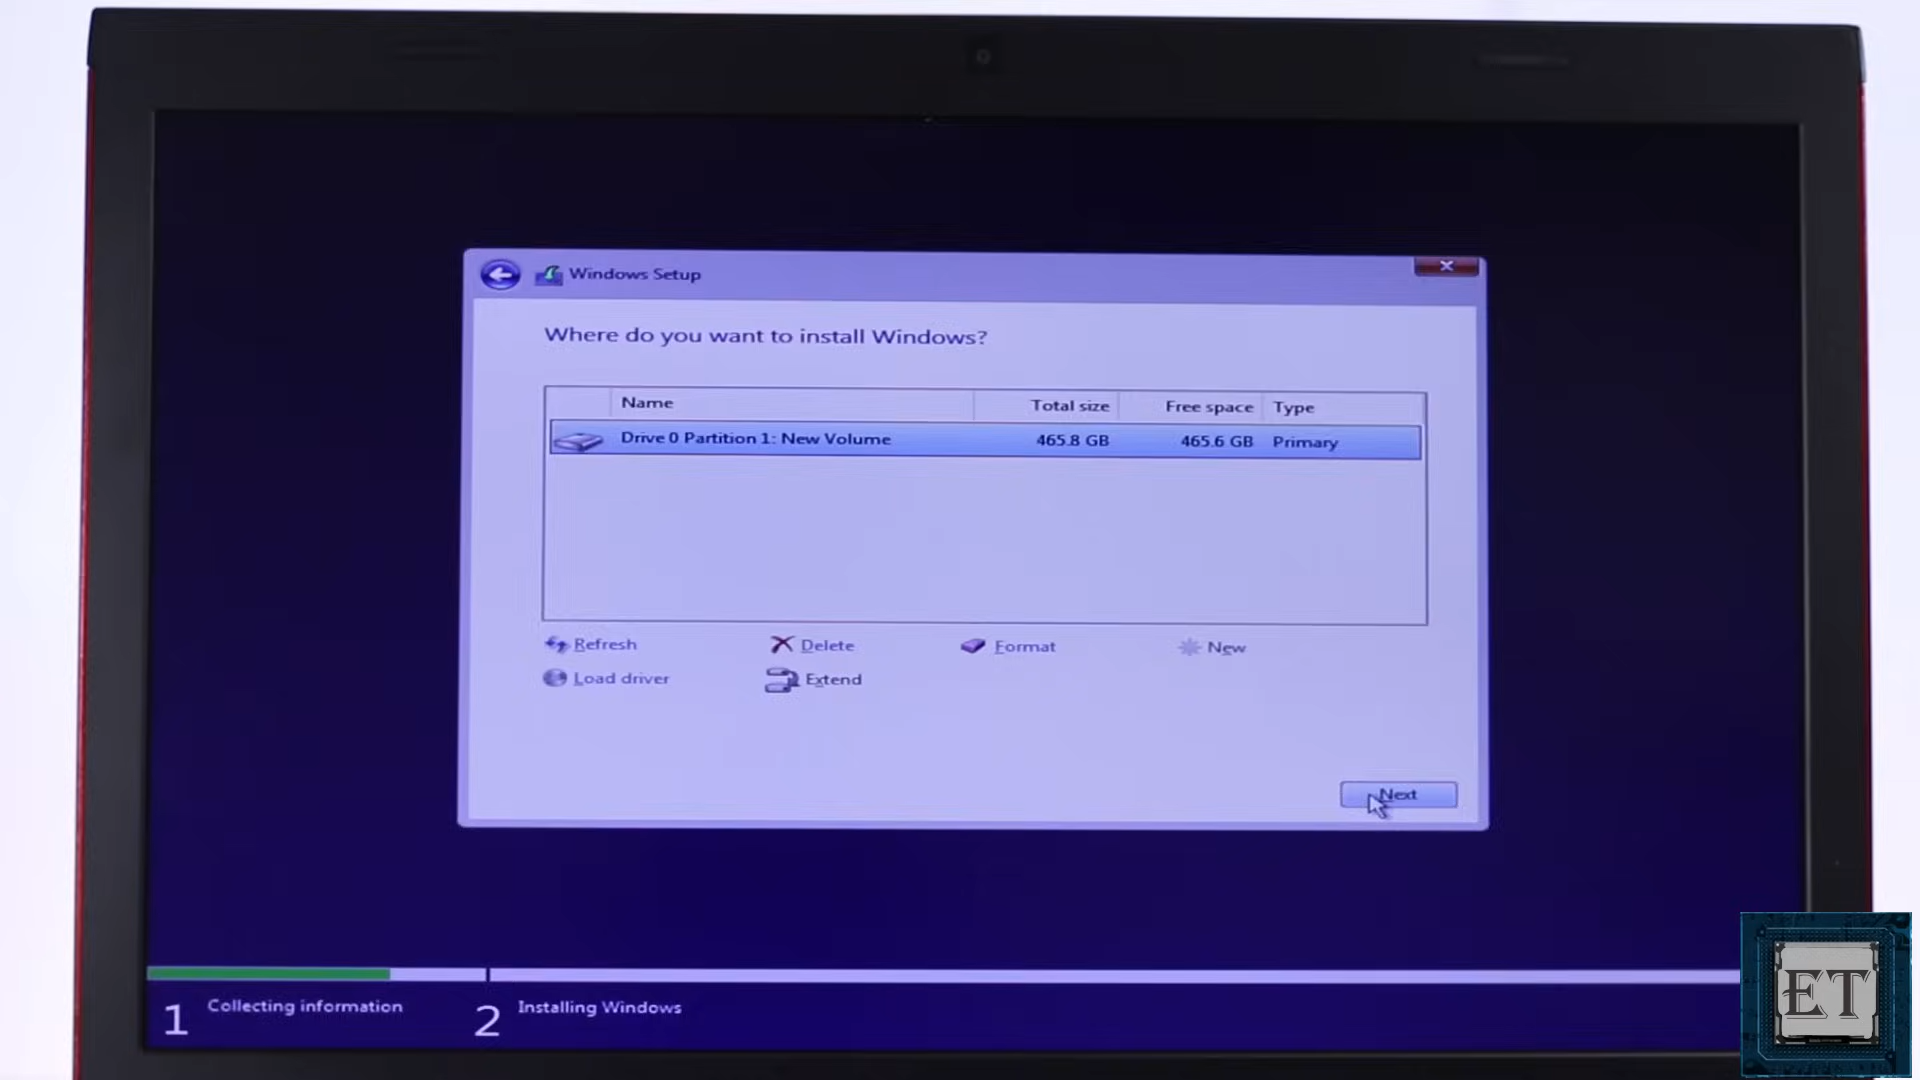 Windows Setup
Where do you want to install Windows?
Name Total size Free space Type
Drive 0 Partition 1: New Volume 465.8 GB 465.6 GB Primary
Refresh Delete Format New
Load driver Extend
Next
1 Collecting information 2 Installing Windows
ET